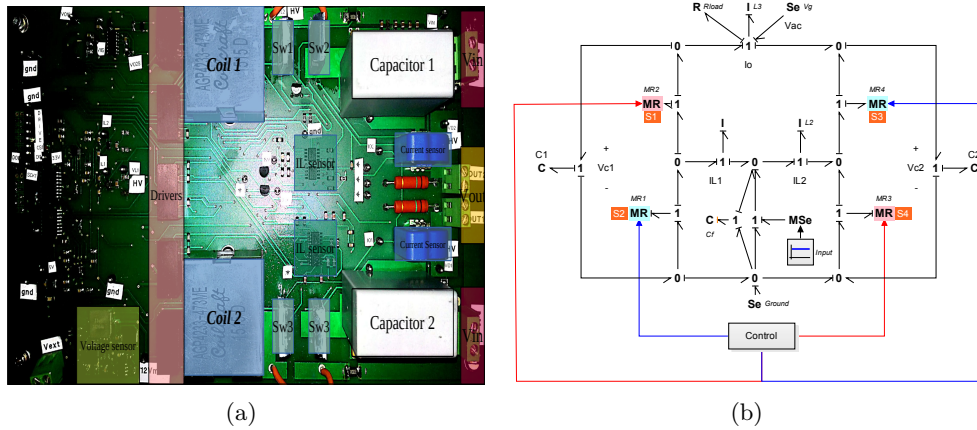 HV
Sw1
Sw2
Coil 1
Capacitor 1
Vin
gnd
gnd
IL sensor
Current sensor
HV
Drivers
Vout
IL sensor
Current Sensor
gnd
HV
gnd
Coil 2
Capacitor 2
Vin
Sw3
Sw3
Vext
Voltage sensor
(a)
R Rload
I L3
Se Vg
Vac
0
1
0
Io
MR2
MR
S1
1
1
MR4
MR
S3
I
I L2
C1
C
1
+
Vc1
-
0
1
0
1
0
IL1
IL2
+
Vc2
-
1
C2
C
MR1
S2
MR
1
C
Cf
1
1
MSe
Input
1
MR3
MR
S4
0
0
0
Se Ground
Control
(b)